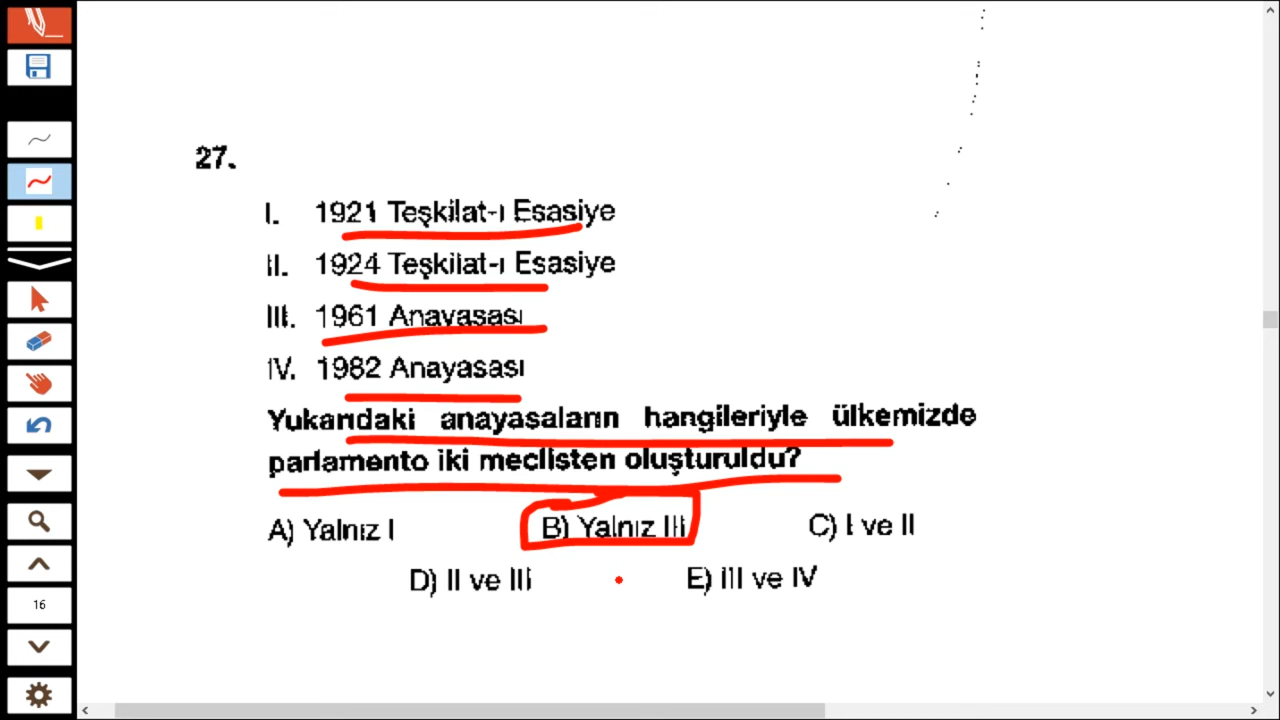 27.
I. 1921 Teşkilat-ı Esasiye
II. 1924 Teşkilat-ı Esasiye
III. 1961 Anayasası
IV. 1982 Anayasası
Yukarıdaki anayasaların hangileriyle ülkemizde
parlamento iki meclisten oluşturuldu?
A) Yalnız I B) Yalnız III C) I ve II
D) II ve III E) III ve IV
16